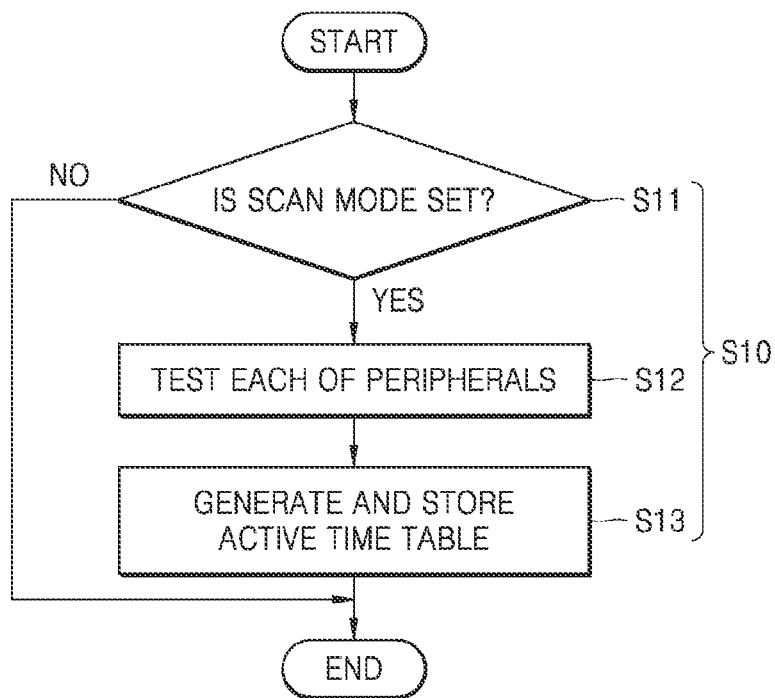 START
NO
IS SCAN MODE SET?
S11
YES
S10
TEST EACH OF PERIPHERALS
S12
GENERATE AND STORE
ACTIVE TIME TABLE
S13
END